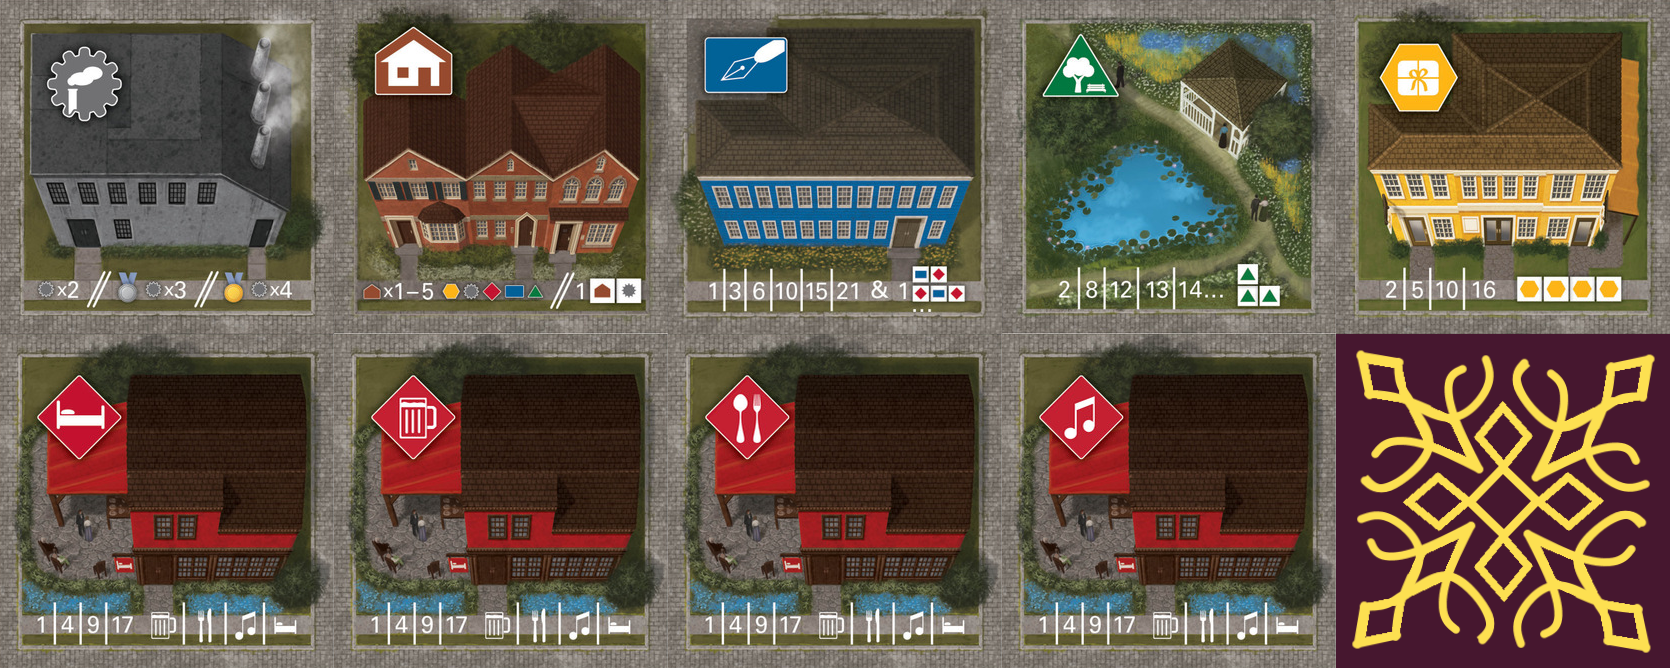 x2 // x3 // x4
x1-5 // 1
1 | 3 | 6 | 10 | 15 | 21 & 1
...
2 | 8 | 12 | 13 | 14...
2 | 5 | 10 | 16
1 | 4 | 9 | 17
1 | 4 | 9 | 17
1 | 4 | 9 | 17
1 | 4 | 9 | 17